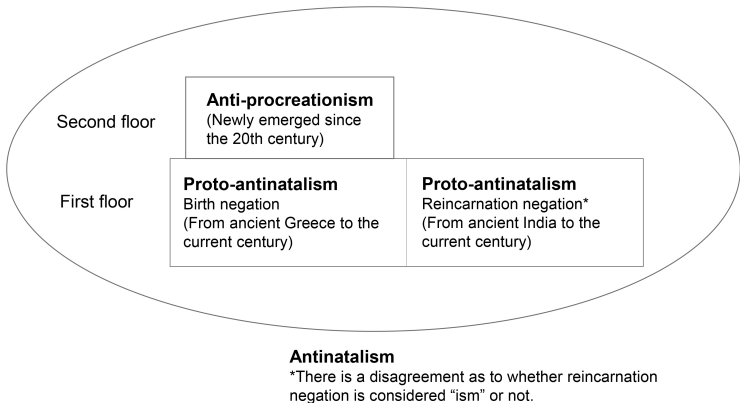 Second floor
Anti-procreationism
(Newly emerged since
the 20th century)
First floor
Proto-antinatalism
Birth negation
(From ancient Greece to the
current century)
Proto-antinatalism
Reincarnation negation*
(From ancient India to the
current century)
Antinatalism
*There is a disagreement as to whether reincarnation
negation is considered “ism” or not.